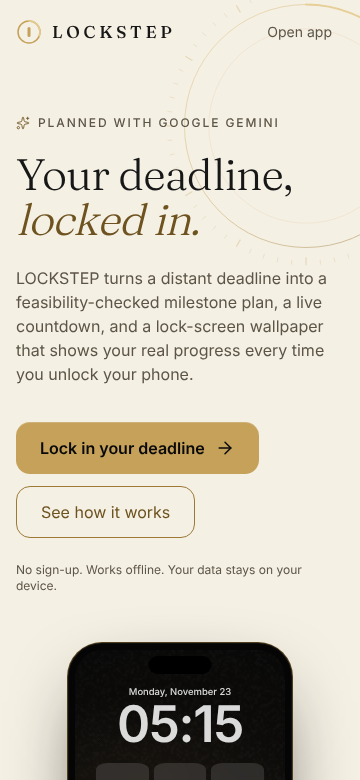 LOCKSTEP
Open app
PLANNED WITH GOOGLE GEMINI
Your deadline,
locked in.
LOCKSTEP turns a distant deadline into a
feasibility-checked milestone plan, a live
countdown, and a lock-screen wallpaper
that shows your real progress every time
you unlock your phone.
Lock in your deadline
See how it works
No sign-up. Works offline. Your data stays on your
device.
Monday, November 23
05:15